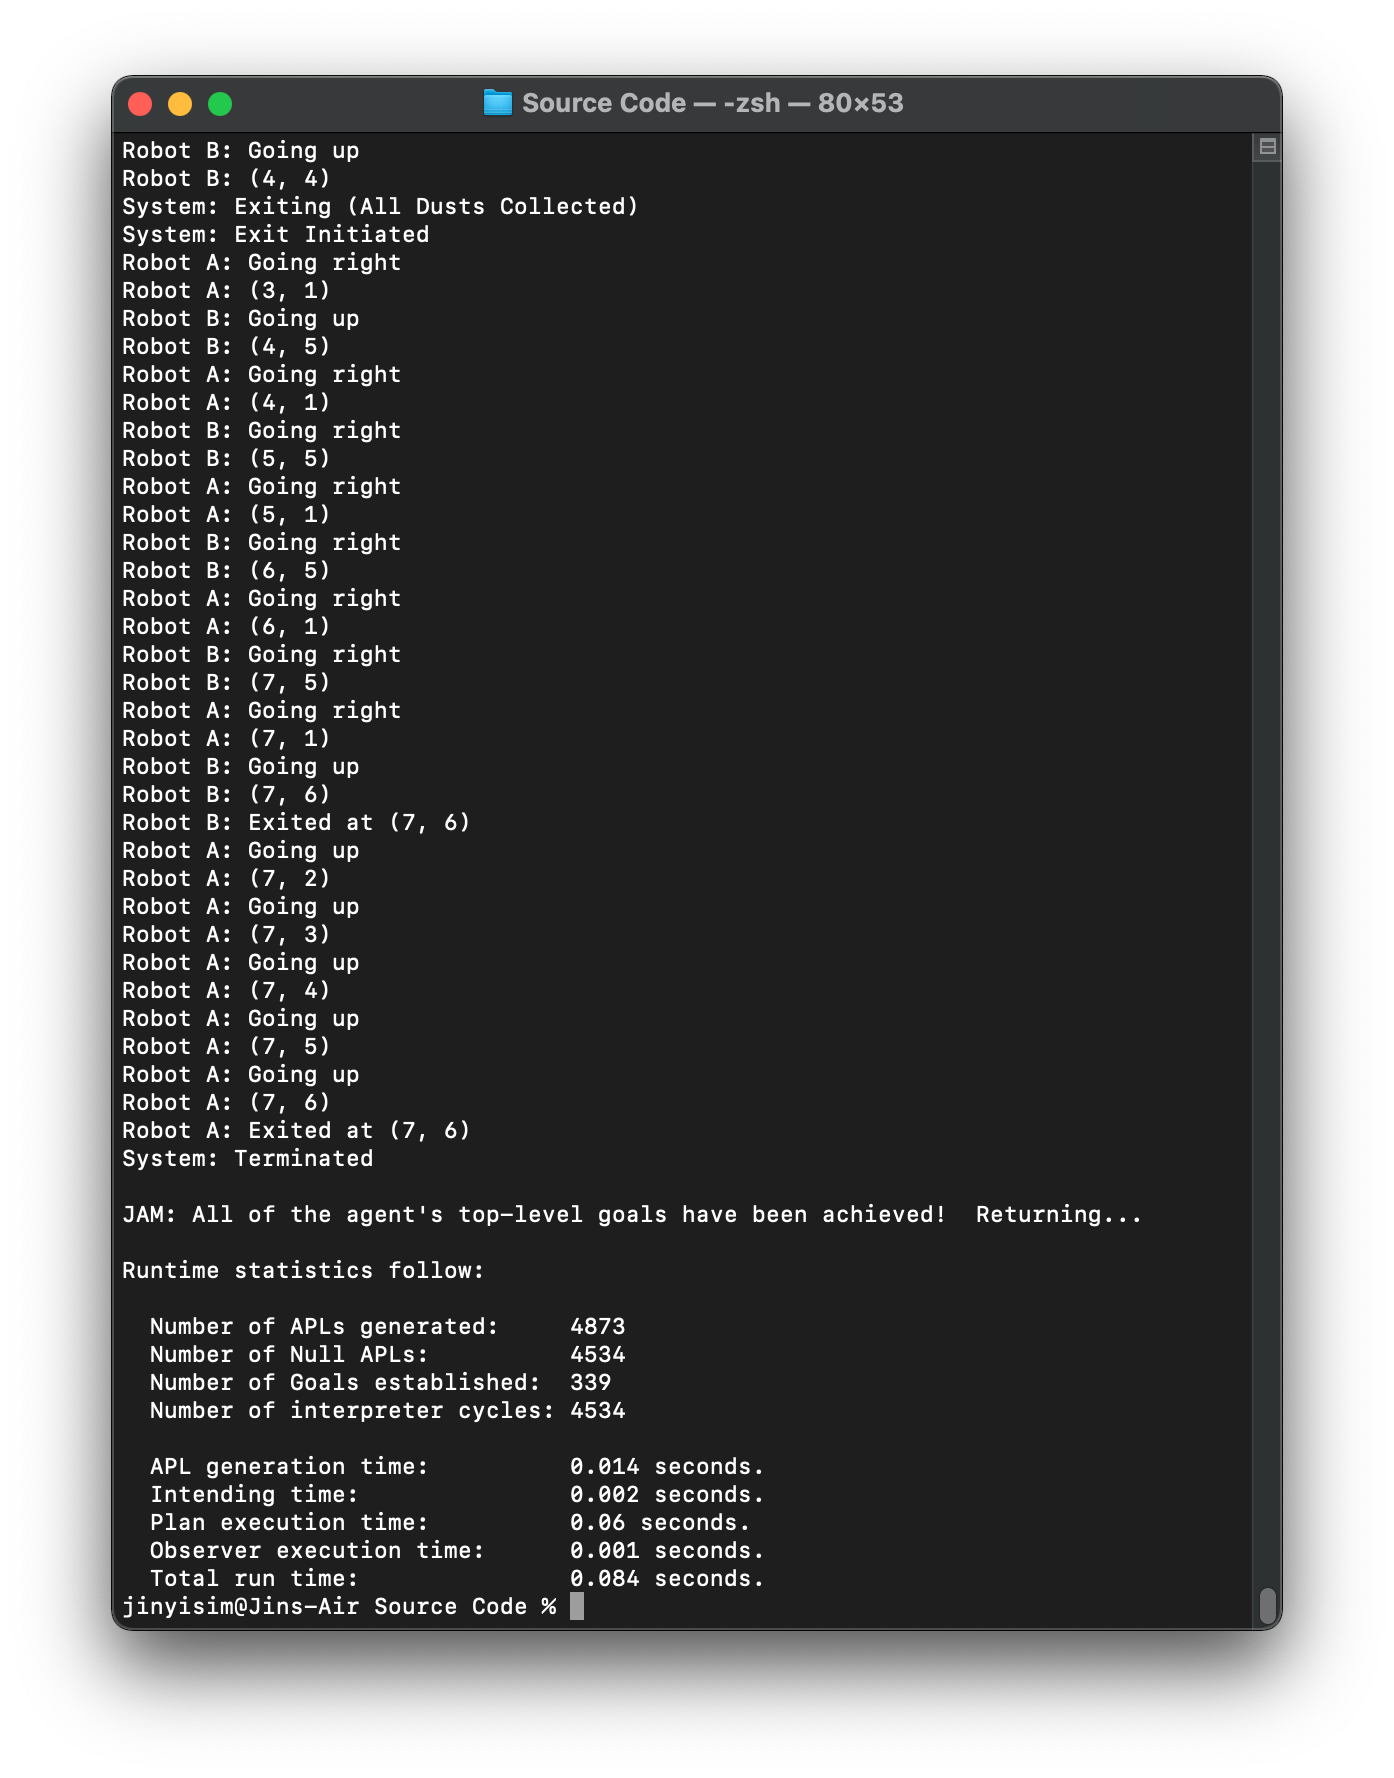 Source Code — -zsh — 80×53
Robot B: Going up
Robot B: (4, 4)
System: Exiting (All Dusts Collected)
System: Exit Initiated
Robot A: Going right
Robot A: (3, 1)
Robot B: Going up
Robot B: (4, 5)
Robot A: Going right
Robot A: (4, 1)
Robot B: Going right
Robot B: (5, 5)
Robot A: Going right
Robot A: (5, 1)
Robot B: Going right
Robot B: (6, 5)
Robot A: Going right
Robot A: (6, 1)
Robot B: Going right
Robot B: (7, 5)
Robot A: Going right
Robot A: (7, 1)
Robot B: Going up
Robot B: (7, 6)
Robot B: Exited at (7, 6)
Robot A: Going up
Robot A: (7, 2)
Robot A: Going up
Robot A: (7, 3)
Robot A: Going up
Robot A: (7, 4)
Robot A: Going up
Robot A: (7, 5)
Robot A: Going up
Robot A: (7, 6)
Robot A: Exited at (7, 6)
System: Terminated
JAM: All of the agent's top-level goals have been achieved!  Returning...
Runtime statistics follow:
  Number of APLs generated:     4873
  Number of Null APLs:          4534
  Number of Goals established:  339
  Number of interpreter cycles: 4534
  APL generation time:          0.014 seconds.
  Intending time:               0.002 seconds.
  Plan execution time:          0.06 seconds.
  Observer execution time:      0.001 seconds.
  Total run time:               0.084 seconds.
jinyisim@Jins-Air Source Code %